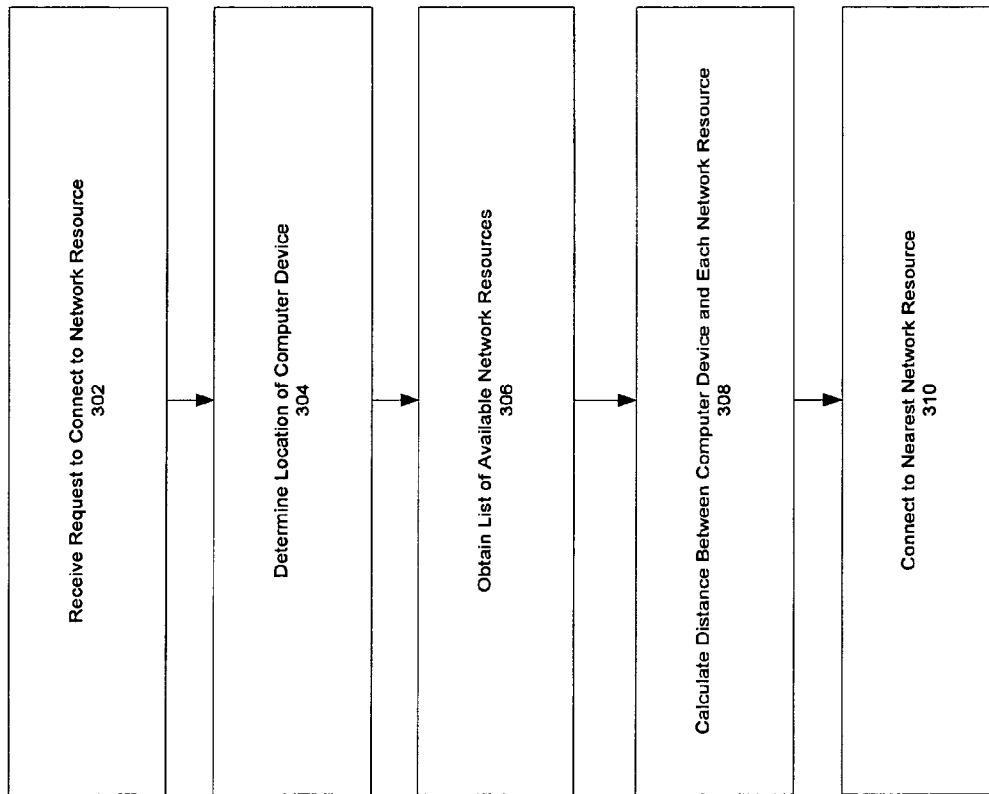 Receive Request to Connect to Network Resource
302
Determine Location of Computer Device
304
Obtain List of Available Network Resources
306
Calculate Distance Between Computer Device and Each Network Resource
308
Connect to Nearest Network Resource
310